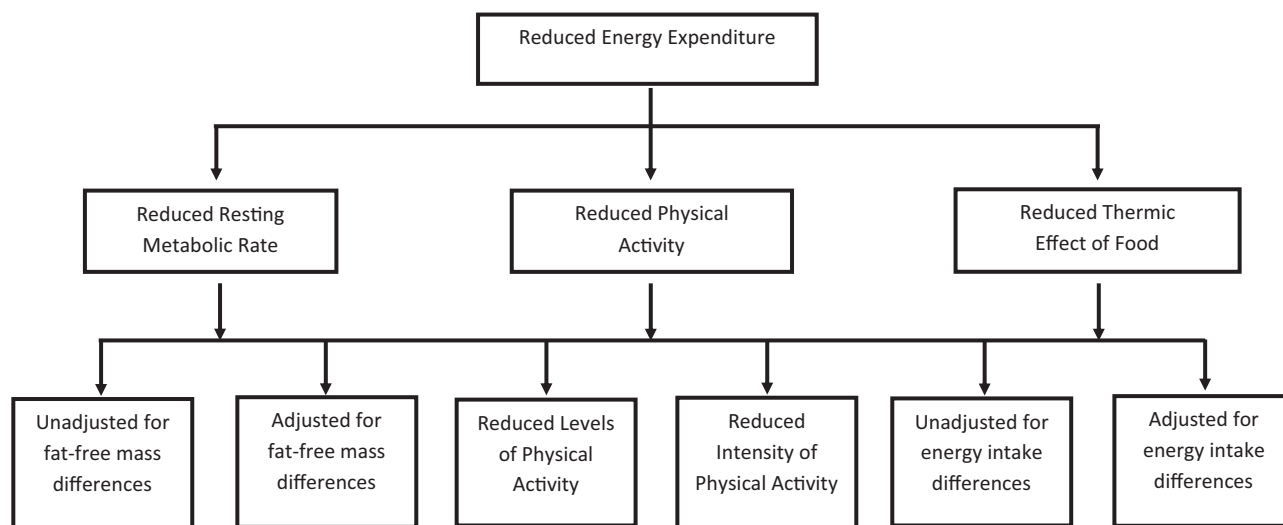 Reduced Energy Expenditure
Reduced Resting
Metabolic Rate
Reduced Physical
Activity
Reduced Thermic
Effect of Food
Unadjusted for
fat-free mass
differences
Adjusted for
fat-free mass
differences
Reduced Levels
of Physical
Activity
Reduced
Intensity of
Physical Activity
Unadjusted for
energy intake
differences
Adjusted for
energy intake
differences